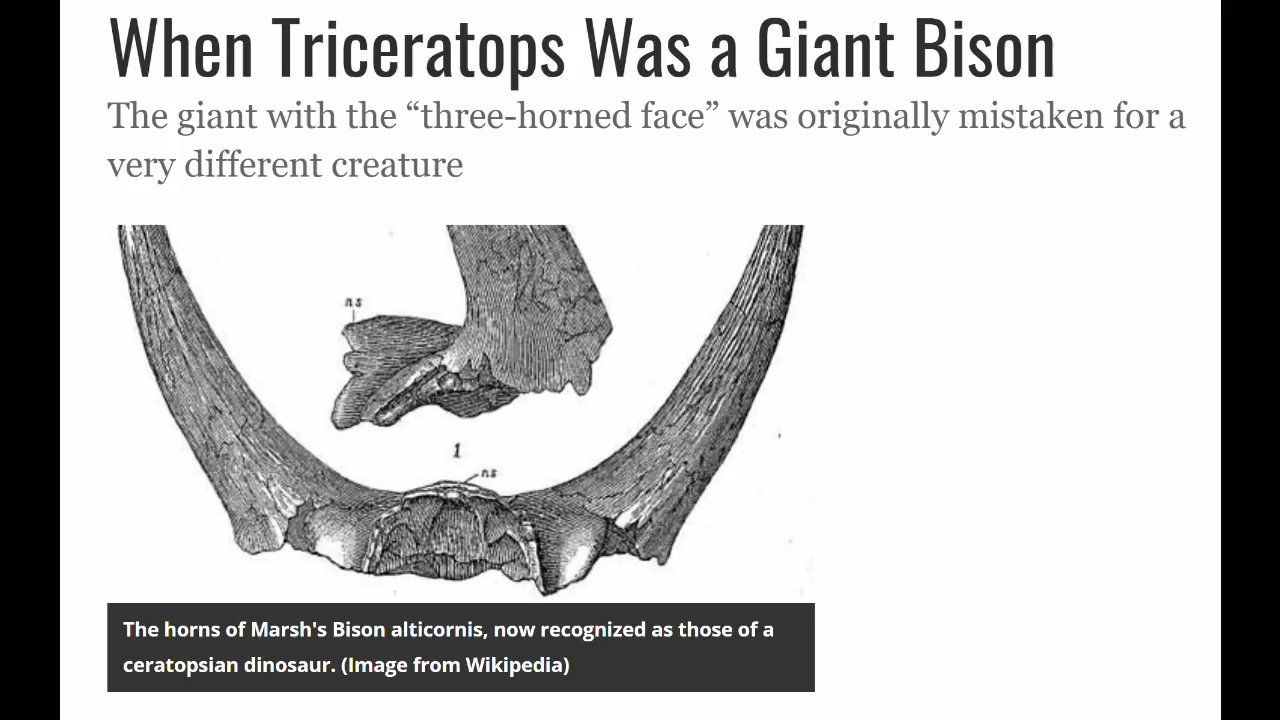 When Triceratops Was a Giant Bison
The giant with the “three-horned face” was originally mistaken for a
very different creature
ns
1
ns
The horns of Marsh's Bison alticornis, now recognized as those of a
ceratopsian dinosaur. (Image from Wikipedia)